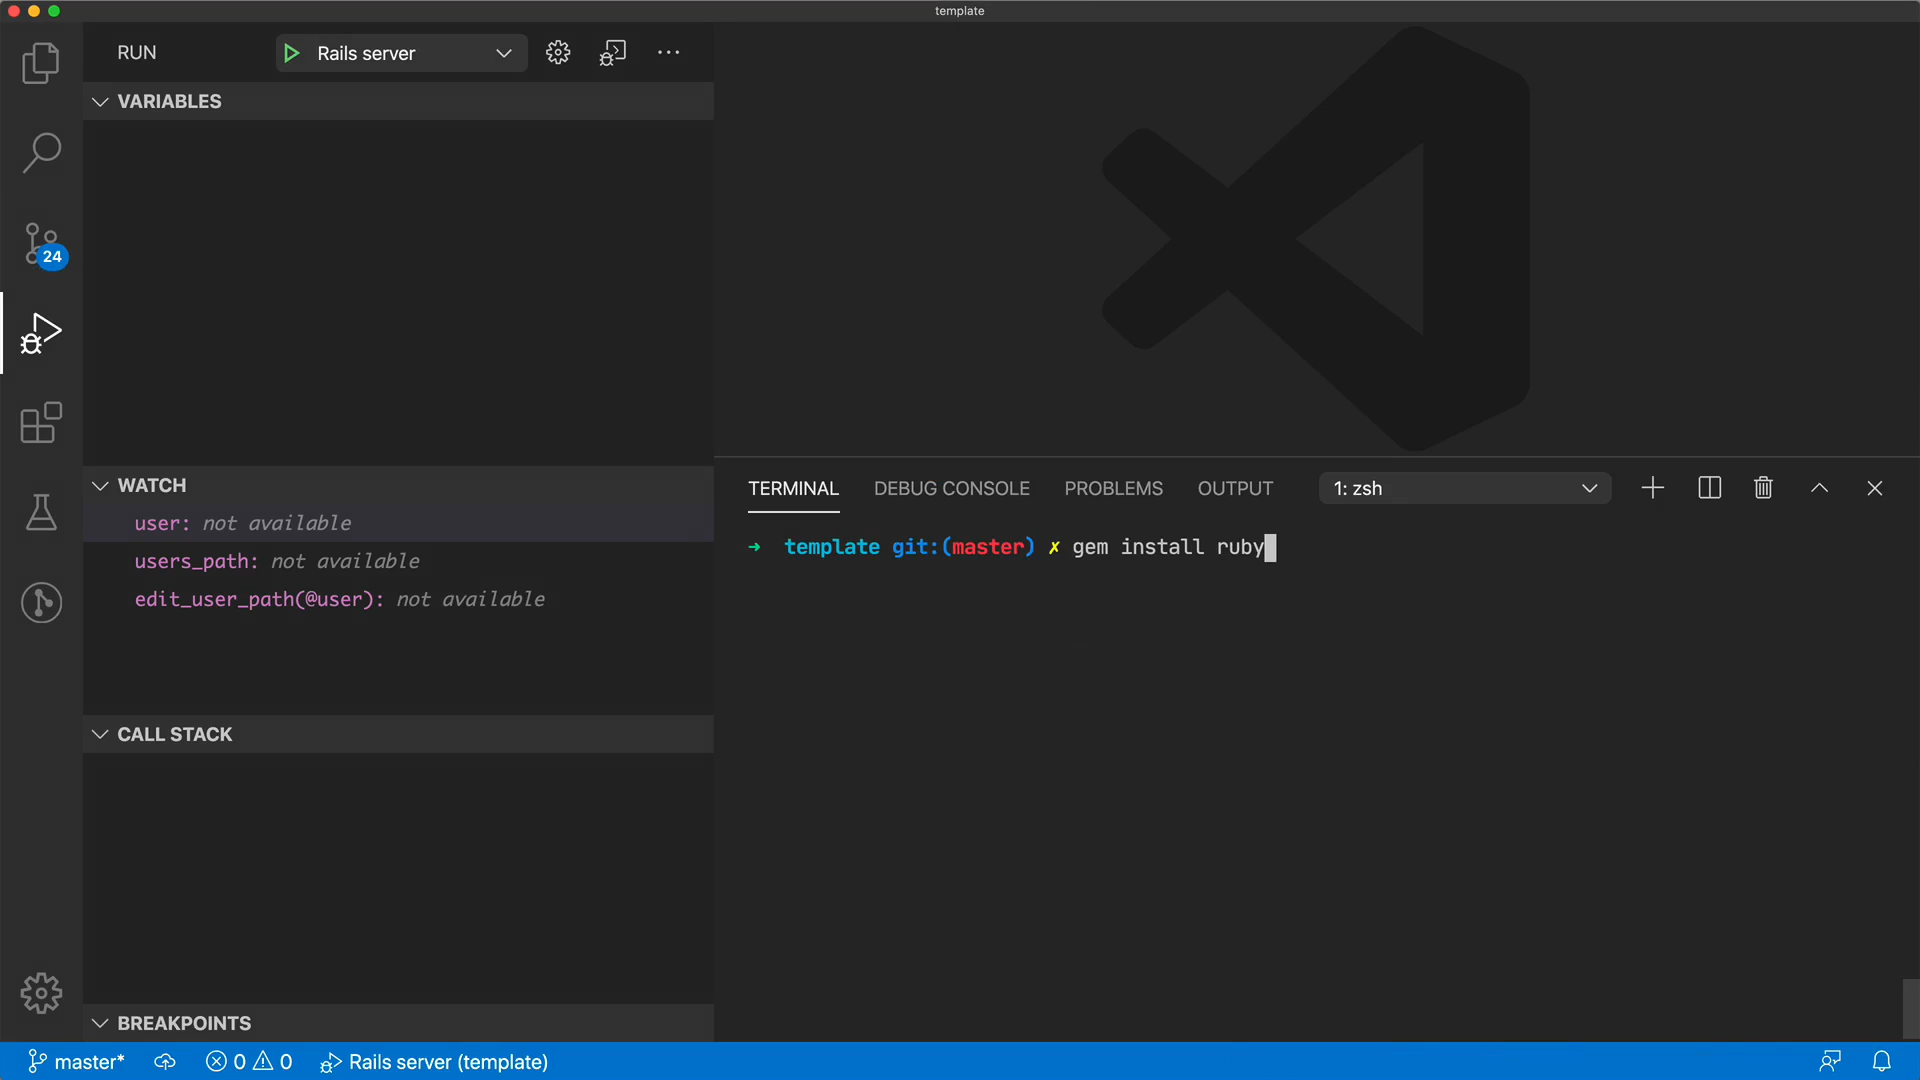 template
RUN
Rails server
VARIABLES
24
WATCH
user: not available
users_path: not available
edit_user_path(@user): not available
CALL STACK
BREAKPOINTS
TERMINAL DEBUG CONSOLE PROBLEMS OUTPUT 1: zsh
➜ template git:(master) ✗ gem install ruby
master* 0 0 Rails server (template)